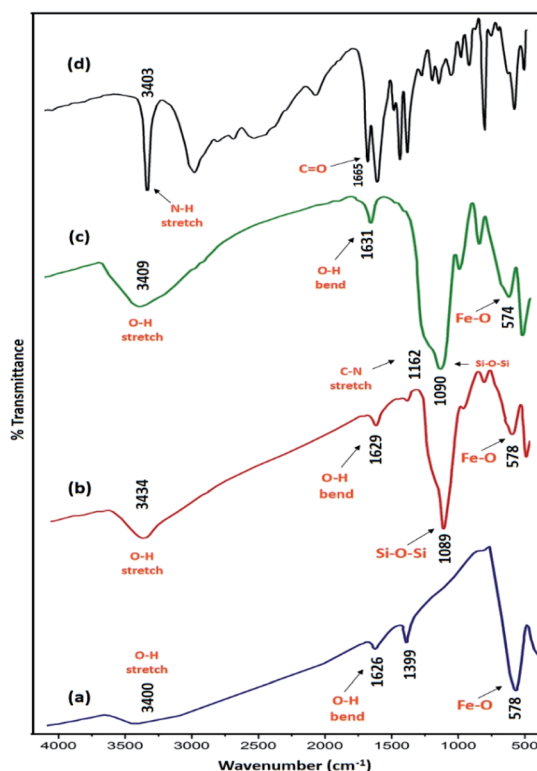 % Transmittance
(d)
3403
N-H
stretch
C=O
1665
(c)
3409
O-H
stretch
1631
O-H
bend
Fe-O
574
C-N
stretch
1162
1090
Si-O-Si
(b)
3434
O-H
stretch
1629
O-H
bend
Si-O-Si
1089
Fe-O
578
(a)
O-H
stretch
3400
1626
O-H
bend
1399
Fe-O
578
4000 3500 3000 2500 2000 1500 1000 500
Wavenumber (cm⁻¹)